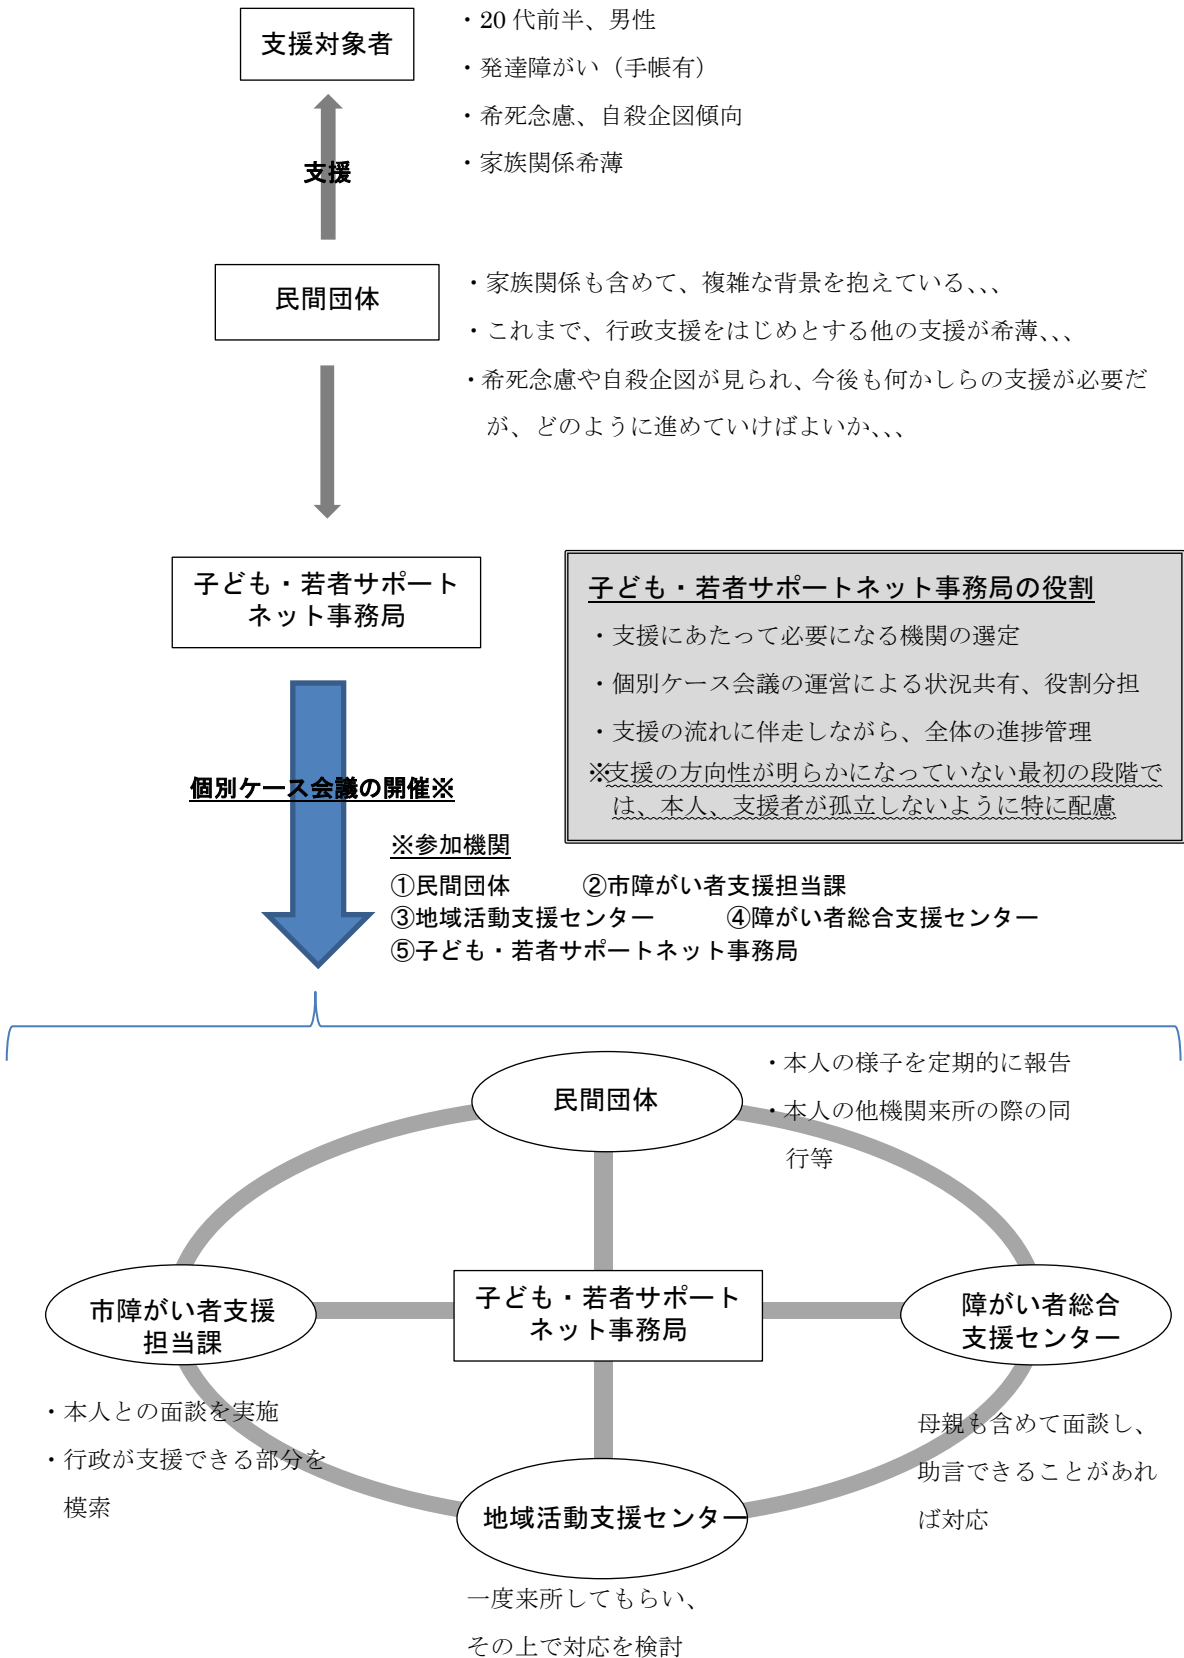 支援対象者
・20 代前半、男性
・発達障がい（手帳有）
・希死念慮、自殺企図傾向
・家族関係希薄
支援
民間団体
・家族関係も含めて、複雑な背景を抱えている、、、
・これまで、行政支援をはじめとする他の支援が希薄、、、
・希死念慮や自殺企図が見られ、今後も何かしらの支援が必要だ
が、どのように進めていけばよいか、、、
子ども・若者サポート
ネット事務局
子ども・若者サポートネット事務局の役割
・支援にあたって必要になる機関の選定
・個別ケース会議の運営による状況共有、役割分担
・支援の流れに伴走しながら、全体の進捗管理
※支援の方向性が明らかになっていない最初の段階で
は、本人、支援者が孤立しないように特に配慮
個別ケース会議の開催※
※参加機関
①民間団体 ②市障がい者支援担当課
③地域活動支援センター ④障がい者総合支援センター
⑤子ども・若者サポートネット事務局
民間団体
・本人の様子を定期的に報告
・本人の他機関来所の際の同
行等
市障がい者支援
担当課
子ども・若者サポート
ネット事務局
障がい者総合
支援センター
・本人との面談を実施
・行政が支援できる部分を
模索
母親も含めて面談し、
助言できることがあれ
ば対応
地域活動支援センター
一度来所してもらい、
その上で対応を検討